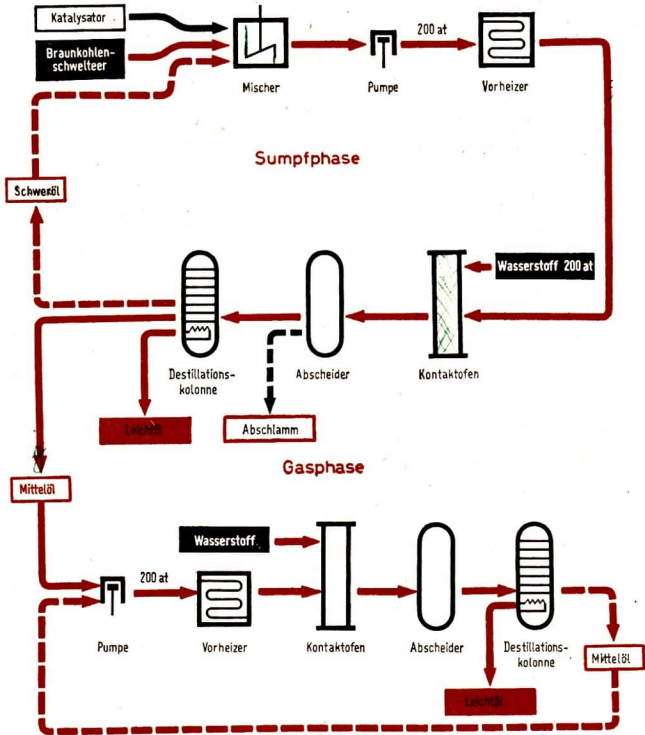 Katalysator
Braunkohlen-
schwelteer
Mischer
200 at
Pumpe
Vorheizer
Sumpfphase
Schweröl
Wasserstoff 200 at
Destillations-
kolonne
Abscheider
Kontaktofen
Leichtöl
Abschlamm
Gasphase
Mittelöl
Wasserstoff
200 at
Pumpe
Vorheizer
Kontaktofen
Abscheider
Destillations-
kolonne
Mittelöl
Leichtöl